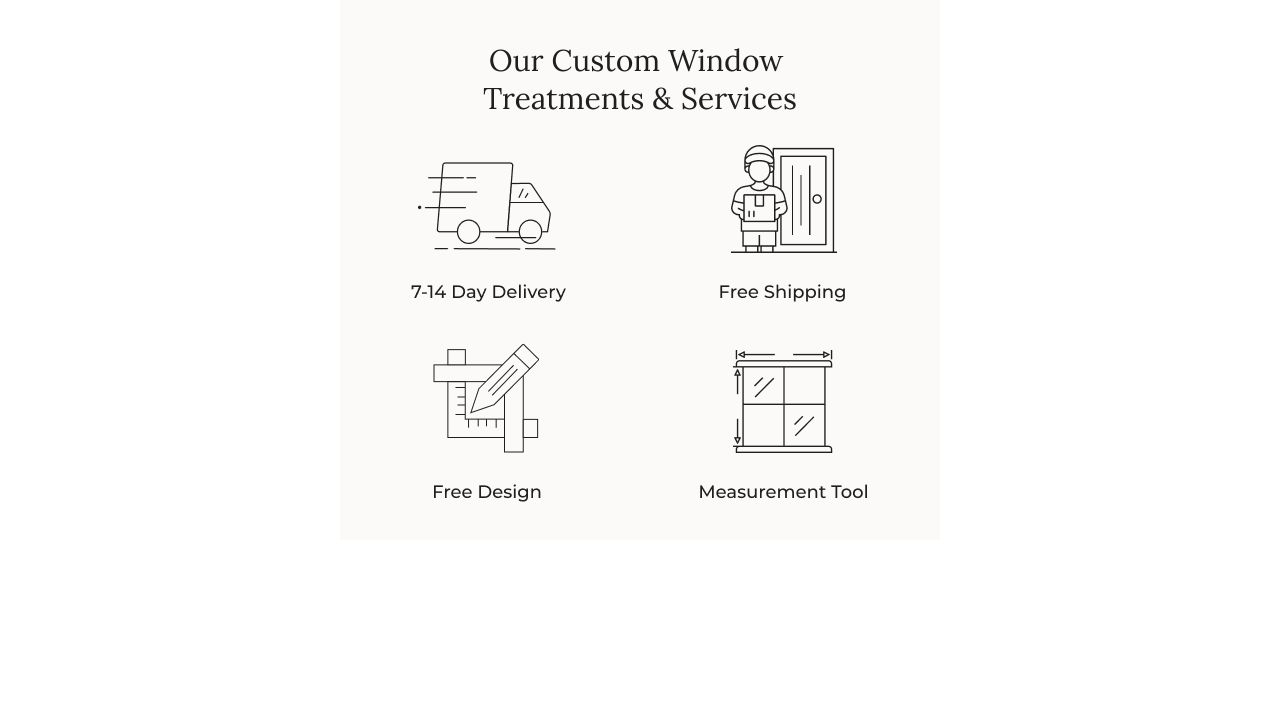 Our Custom Window
Treatments & Services
7-14 Day Delivery
Free Shipping
Free Design
Measurement Tool